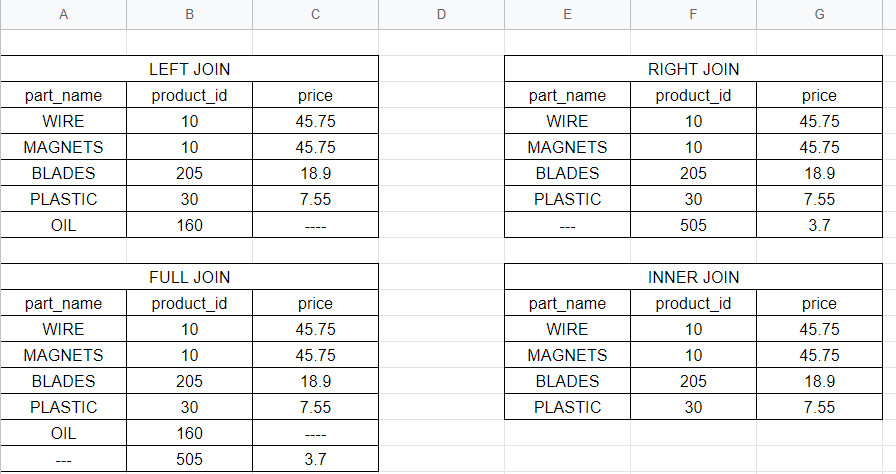 A B C D E F G
LEFT JOIN RIGHT JOIN
part_name product_id price part_name product_id price
WIRE 10 45.75 WIRE 10 45.75
MAGNETS 10 45.75 MAGNETS 10 45.75
BLADES 205 18.9 BLADES 205 18.9
PLASTIC 30 7.55 PLASTIC 30 7.55
OIL 160 ---- --- 505 3.7
FULL JOIN INNER JOIN
part_name product_id price part_name product_id price
WIRE 10 45.75 WIRE 10 45.75
MAGNETS 10 45.75 MAGNETS 10 45.75
BLADES 205 18.9 BLADES 205 18.9
PLASTIC 30 7.55 PLASTIC 30 7.55
OIL 160 ----
--- 505 3.7